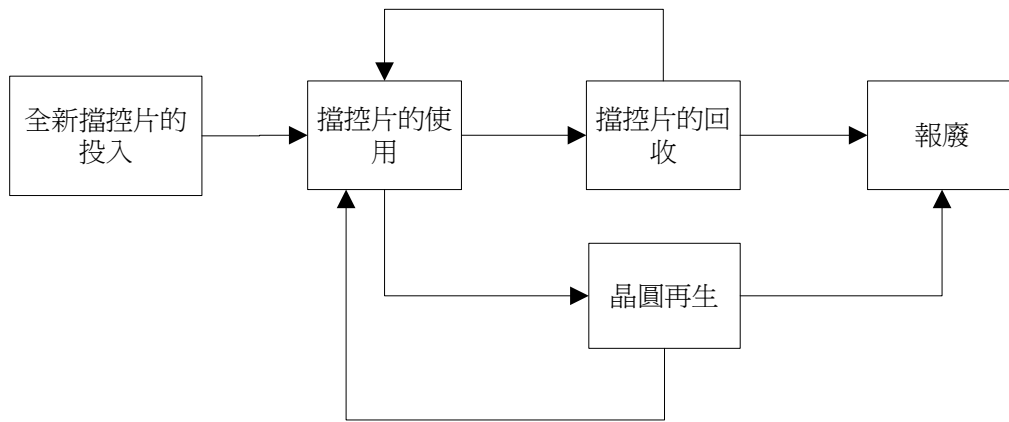 全新擋控片的
投入
擋控片的使
用
擋控片的回
收
報廢
晶圓再生